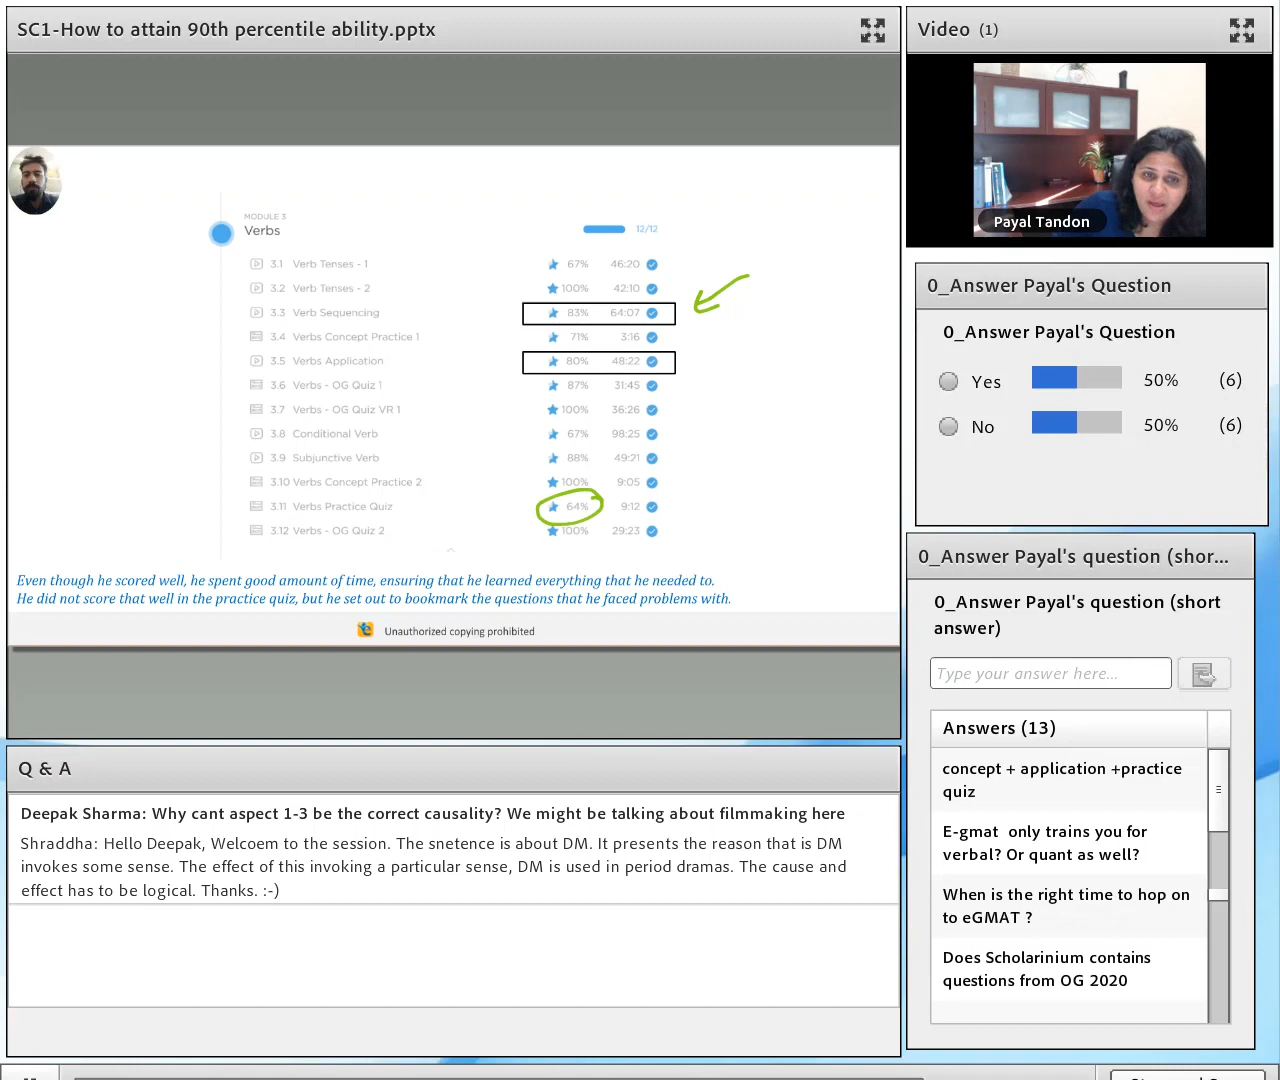 SC1-How to attain 90th percentile ability.pptx
MODULE 3
Verbs
12/12
3.1 Verb Tenses - 1 67% 46:20
3.2 Verb Tenses - 2 100% 42:10
3.3 Verb Sequencing 83% 64:07
3.4 Verbs Concept Practice 1 71% 3:16
3.5 Verbs Application 80% 48:22
3.6 Verbs - OG Quiz 1 87% 31:45
3.7 Verbs - OG Quiz VR 1 100% 36:26
3.8 Conditional Verb 67% 98:25
3.9 Subjunctive Verb 88% 49:21
3.10 Verbs Concept Practice 2 100% 9:05
3.11 Verbs Practice Quiz 64% 9:12
3.12 Verbs - OG Quiz 2 100% 29:23
Even though he scored well, he spent good amount of time, ensuring that he learned everything that he needed to.
He did not score that well in the practice quiz, but he set out to bookmark the questions that he faced problems with.
Unauthorized copying prohibited
Q & A
Deepak Sharma: Why cant aspect 1-3 be the correct causality? We might be talking about filmmaking here
Shraddha: Hello Deepak, Welcoem to the session. The snetence is about DM. It presents the reason that is DM
invokes some sense. The effect of this invoking a particular sense, DM is used in period dramas. The cause and
effect has to be logical. Thanks. :-)
Video (1)
Payal Tandon
0_Answer Payal's Question
0_Answer Payal's Question
Yes 50% (6)
No 50% (6)
0_Answer Payal's question (shor...
0_Answer Payal's question (short
answer)
Type your answer here...
Answers (13)
concept + application +practice
quiz
E-gmat only trains you for
verbal? Or quant as well?
When is the right time to hop on
to eGMAT ?
Does Scholarinium contains
questions from OG 2020